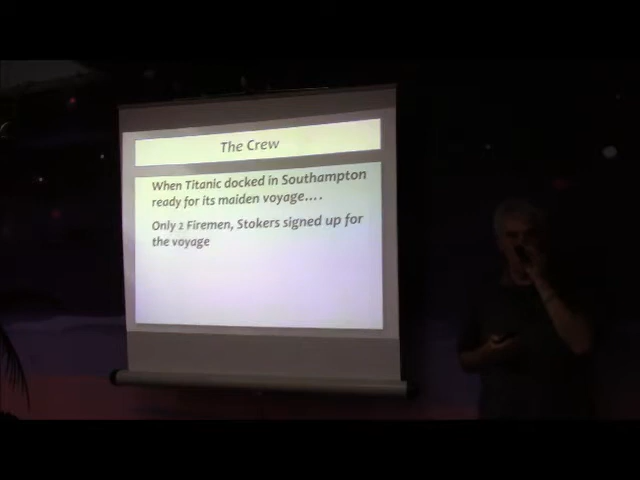 The Crew
When Titanic docked in Southampton
ready for its maiden voyage….
Only 2 Firemen, Stokers signed up for
the voyage